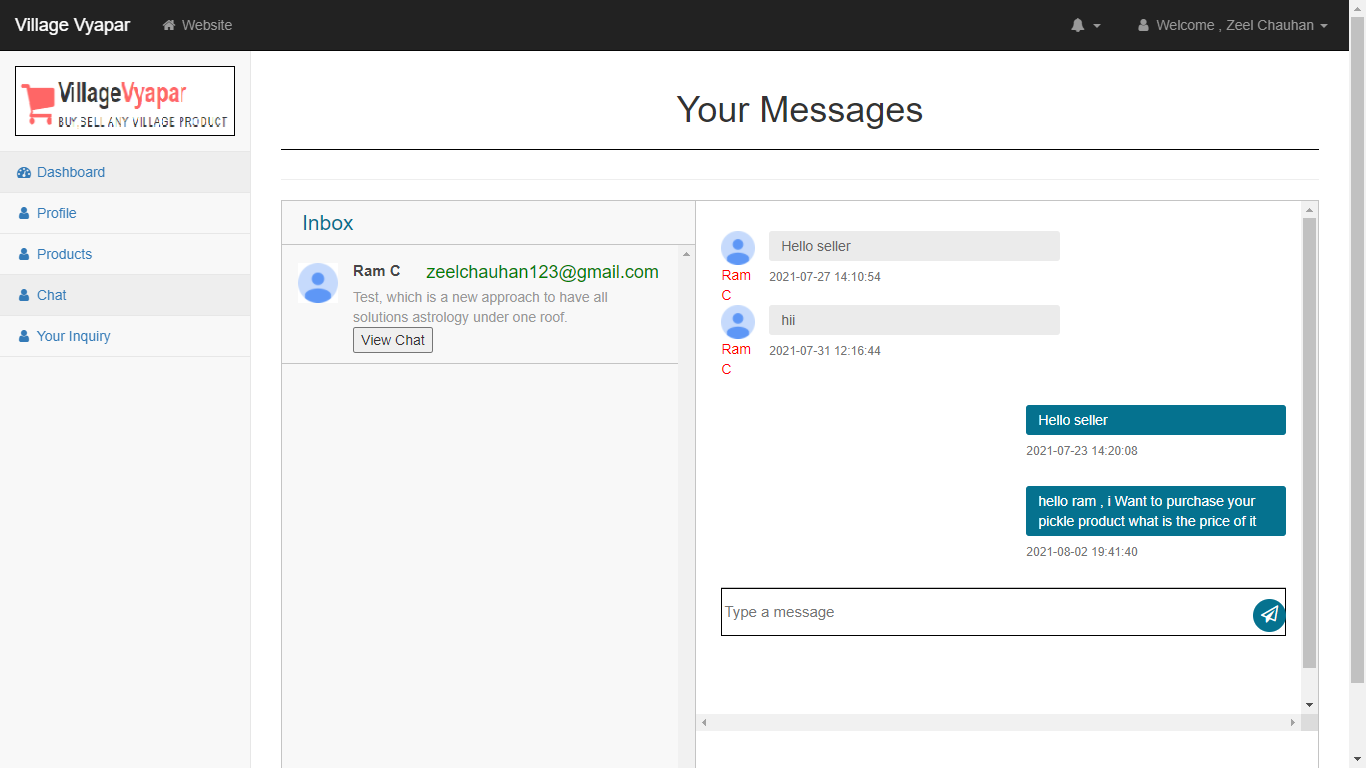 Village Vyapar
Website
Welcome , Zeel Chauhan
VillageVyapar
BUY SELL ANY VILLAGE PRODUCT
Dashboard
Profile
Products
Chat
Your Inquiry
Your Messages
Inbox
Ram C
zeelchauhan123@gmail.com
Test, which is a new approach to have all
solutions astrology under one roof.
View Chat
Hello seller
Ram
C
2021-07-27 14:10:54
hii
Ram
C
2021-07-31 12:16:44
Hello seller
2021-07-23 14:20:08
hello ram , i Want to purchase your
pickle product what is the price of it
2021-08-02 19:41:40
Type a message